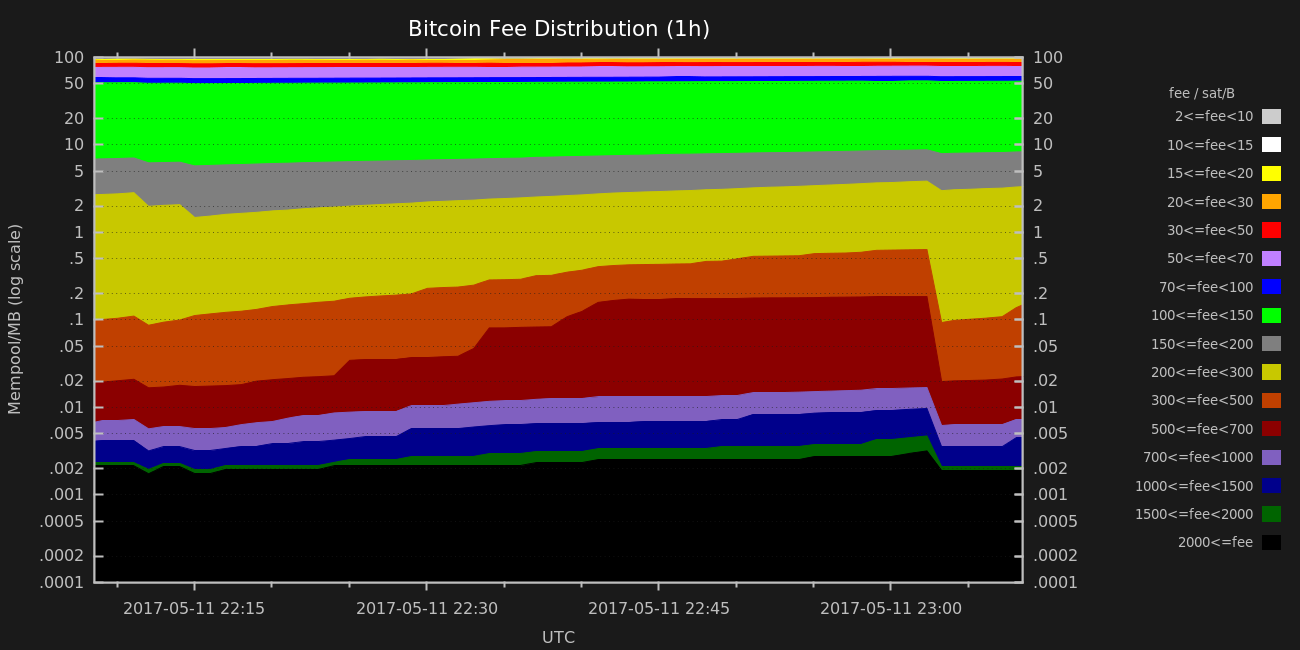 Bitcoin Fee Distribution (1h)
Mempool/MB (log scale)
100
50
20
10
5
2
1
.5
.2
.1
.05
.02
.01
.005
.002
.001
.0005
.0002
.0001
100
50
20
10
5
2
1
.5
.2
.1
.05
.02
.01
.005
.002
.001
.0005
.0002
.0001
2017-05-11 22:15
2017-05-11 22:30
2017-05-11 22:45
2017-05-11 23:00
UTC
fee / sat/B
2<=fee<10
10<=fee<15
15<=fee<20
20<=fee<30
30<=fee<50
50<=fee<70
70<=fee<100
100<=fee<150
150<=fee<200
200<=fee<300
300<=fee<500
500<=fee<700
700<=fee<1000
1000<=fee<1500
1500<=fee<2000
2000<=fee